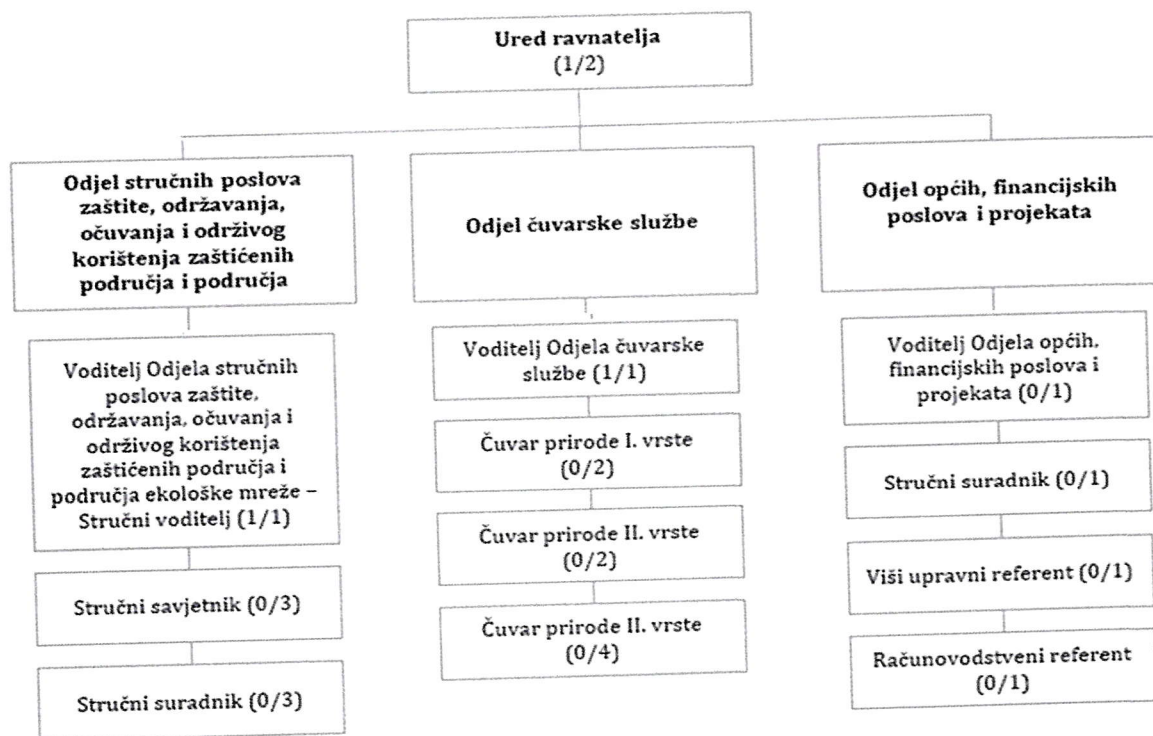 Ured ravnatelja
(1/2)
Odjel stručnih poslova
zaštite, održavanja,
očuvanja i održivog
korištenja zaštićenih
područja i područja
Voditelj Odjela stručnih
poslova zaštite,
održavanja, očuvanja i
održivog korištenja
zaštićenih područja i
područja ekološke mreže –
Stručni voditelj (1/1)
Stručni savjetnik (0/3)
Stručni suradnik (0/3)
Odjel čuvarske službe
Voditelj Odjela čuvarske
službe (1/1)
Čuvar prirode I. vrste
(0/2)
Čuvar prirode II. vrste
(0/2)
Čuvar prirode II. vrste
(0/4)
Odjel općih, financijskih
poslova i projekata
Voditelj Odjela općih,
financijskih poslova i
projekata (0/1)
Stručni suradnik (0/1)
Viši upravni referent (0/1)
Računovodstveni referent
(0/1)